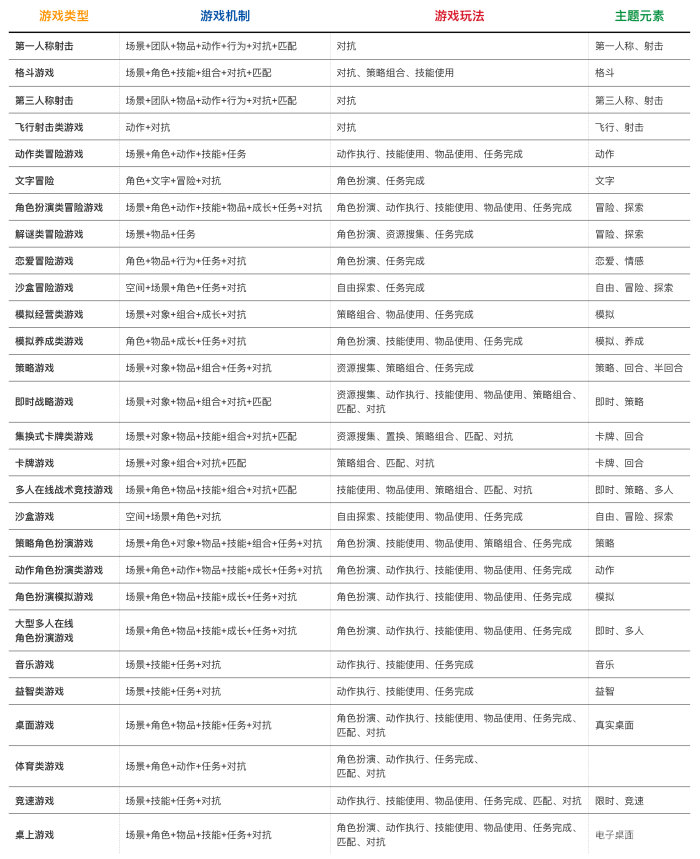 游戏类型 游戏机制 游戏玩法 主题元素
第一人称射击 场景+团队+物品+动作+行为+对抗+匹配 对抗 第一人称、射击
格斗游戏 场景+角色+技能+组合+对抗+匹配 对抗、策略组合、技能使用 格斗
第三人称射击 场景+团队+物品+动作+行为+对抗+匹配 对抗 第三人称、射击
飞行射击类游戏 动作+对抗 对抗 飞行、射击
动作类冒险游戏 场景+角色+动作+技能+任务 动作执行、技能使用、物品使用、任务完成 动作
文字冒险 角色+文字+冒险+对抗 角色扮演、任务完成 文字
角色扮演类冒险游戏 场景+角色+动作+技能+物品+成长+任务+对抗 角色扮演、动作执行、技能使用、物品使用、任务完成 冒险、探索
解谜类冒险游戏 场景+物品+任务 角色扮演、资源搜集、任务完成 冒险、探索
恋爱冒险游戏 角色+物品+行为+任务+对抗 角色扮演、任务完成 恋爱、情感
沙盒冒险游戏 空间+场景+角色+任务+对抗 自由探索、任务完成 自由、冒险、探索
模拟经营类游戏 场景+对象+组合+成长+对抗 策略组合、物品使用、任务完成 模拟
模拟养成类游戏 角色+物品+成长+任务+对抗 角色扮演、技能使用、物品使用、任务完成 模拟、养成
策略游戏 场景+对象+物品+组合+任务+对抗 资源搜集、策略组合、任务完成 策略、回合、半回合
即时战略游戏 场景+对象+物品+组合+对抗+匹配 资源搜集、动作执行、技能使用、物品使用、策略组合、
匹配、对抗 即时、策略
集换式卡牌类游戏 场景+对象+物品+技能+组合+对抗+匹配 资源搜集、置换、策略组合、匹配、对抗 卡牌、回合
卡牌游戏 场景+对象+组合+对抗+匹配 策略组合、匹配、对抗 卡牌、回合
多人在线战术竞技游戏 场景+角色+物品+技能+组合+对抗+匹配 技能使用、物品使用、策略组合、匹配、对抗 即时、策略、多人
沙盒游戏 空间+场景+角色+对抗 自由探索、技能使用、物品使用、任务完成 自由、冒险、探索
策略角色扮演游戏 场景+角色+对象+物品+技能+组合+任务+对抗 角色扮演、技能使用、物品使用、策略组合、任务完成 策略
动作角色扮演类游戏 场景+角色+动作+物品+技能+成长+任务+对抗 角色扮演、动作执行、技能使用、物品使用、任务完成 动作
角色扮演模拟游戏 场景+角色+物品+技能+成长+任务+对抗 角色扮演、动作执行、技能使用、物品使用、任务完成 模拟
大型多人在线
角色扮演游戏 场景+角色+物品+技能+成长+任务+对抗 角色扮演、动作执行、技能使用、物品使用、任务完成 即时、多人
音乐游戏 场景+技能+任务+对抗 动作执行、技能使用、任务完成 音乐
益智类游戏 场景+技能+任务+对抗 动作执行、技能使用、任务完成 益智
桌面游戏 场景+角色+物品+技能+任务+对抗 角色扮演、动作执行、技能使用、物品使用、任务完成、
匹配、对抗 真实桌面
体育类游戏 场景+角色+动作+任务+对抗 角色扮演、动作执行、任务完成、
匹配、对抗
竞速游戏 场景+技能+任务+对抗 动作执行、技能使用、物品使用、任务完成、匹配、对抗 限时、竞速
桌上游戏 场景+角色+物品+技能+任务+对抗 角色扮演、动作执行、技能使用、物品使用、任务完成、
匹配、对抗 电子桌面